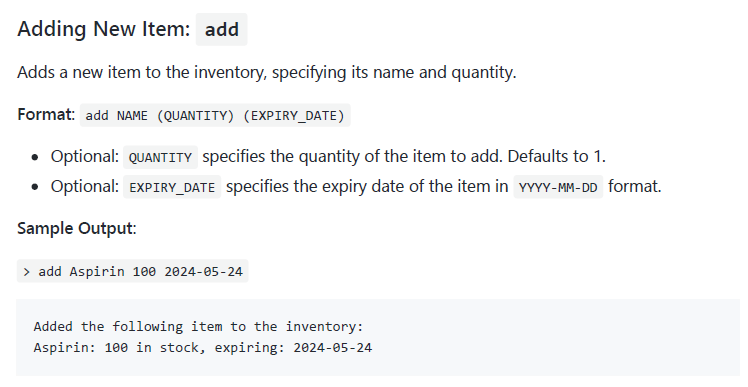 Adding New Item: add
Adds a new item to the inventory, specifying its name and quantity.
Format: add NAME (QUANTITY) (EXPIRY_DATE)
• Optional: QUANTITY specifies the quantity of the item to add. Defaults to 1.
• Optional: EXPIRY_DATE specifies the expiry date of the item in YYYY-MM-DD format.
Sample Output:
> add Aspirin 100 2024-05-24
Added the following item to the inventory:
Aspirin: 100 in stock, expiring: 2024-05-24